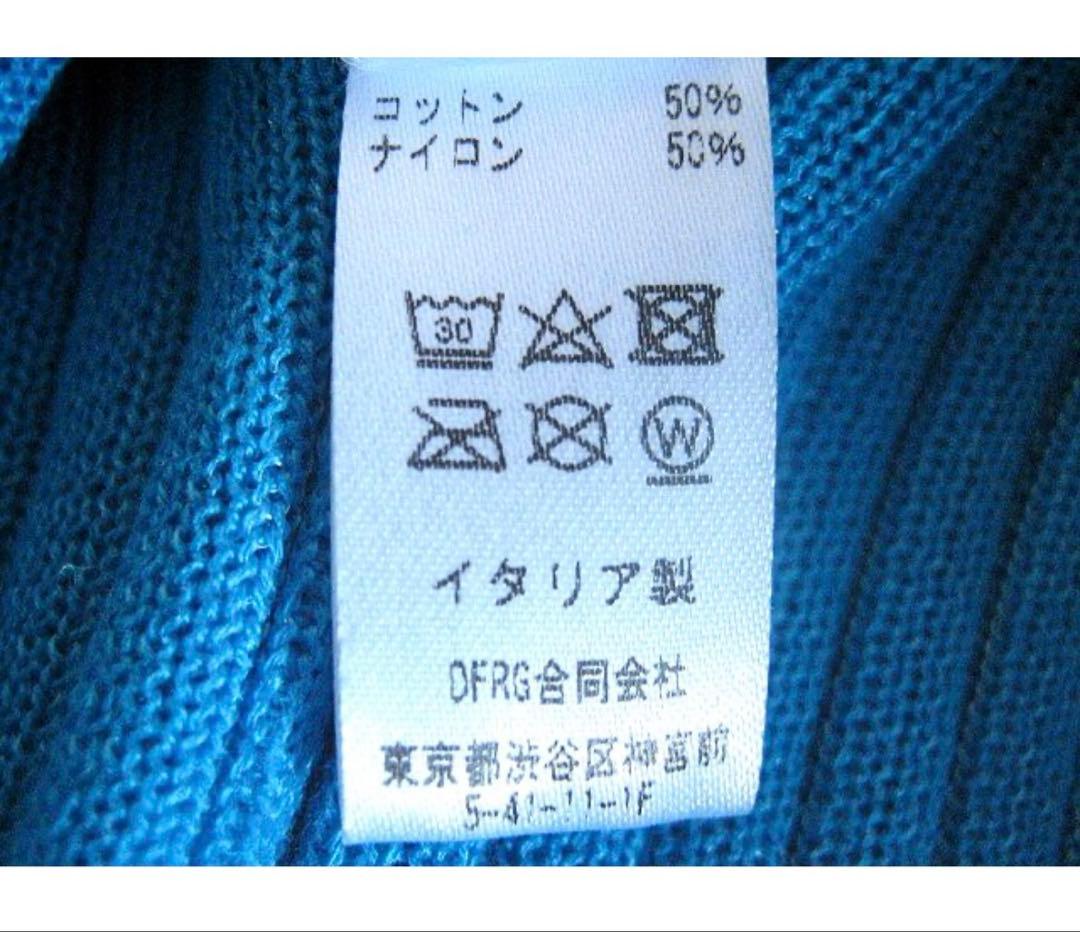 コットン 50%
ナイロン 50%
30
W
イタリア製
DFRG合同会社
東京都渋谷区神宮前
5-41-11-1F